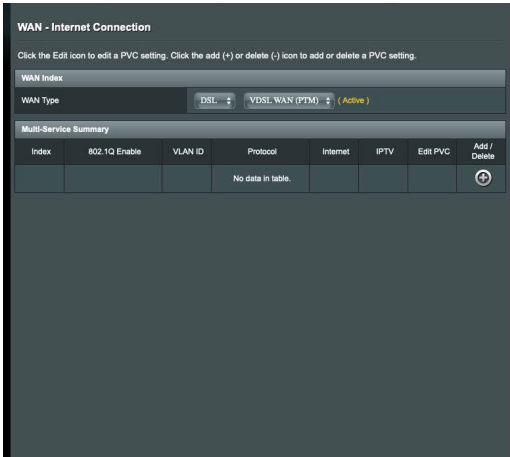 WAN - Internet Connection
Click the Edit icon to edit a PVC setting. Click the add (+) or delete (-) icon to add or delete a PVC setting.
WAN Index
WAN Type DSL VDSL WAN (PTM) ( Active )
Multi-Service Summary
Index 802.1Q Enable VLAN ID Protocol Internet IPTV Edit PVC Add / Delete
No data in table.